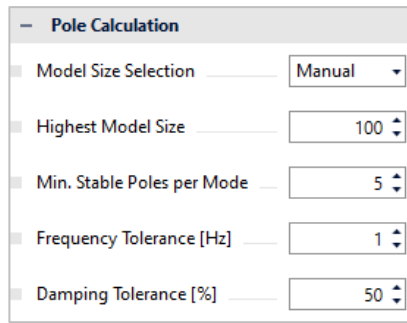 Pole Calculation
Model Size Selection Manual
Highest Model Size 100
Min. Stable Poles per Mode 5
Frequency Tolerance [Hz] 1
Damping Tolerance [%] 50